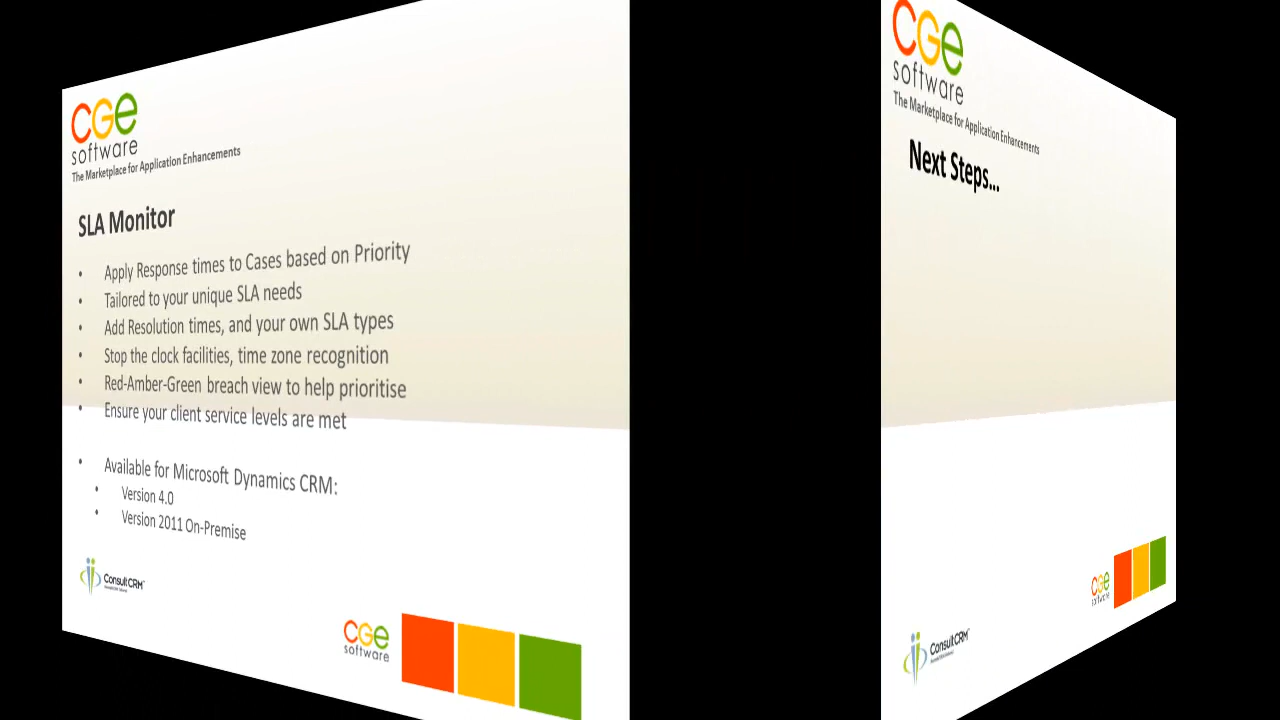 CGe
software
The Marketplace for Application Enhancements
SLA Monitor
• Apply Response times to Cases based on Priority
• Tailored to your unique SLA needs
• Add Resolution times, and your own SLA types
• Stop the clock facilities, time zone recognition
• Red-Amber-Green breach view to help prioritise
• Ensure your client service levels are met
• Available for Microsoft Dynamics CRM:
• Version 4.0
• Version 2011 On-Premise
ConsultCRM
CGe
software
CGe
software
The Marketplace for Application Enhancements
Next Steps...
CGe
software
ConsultCRM